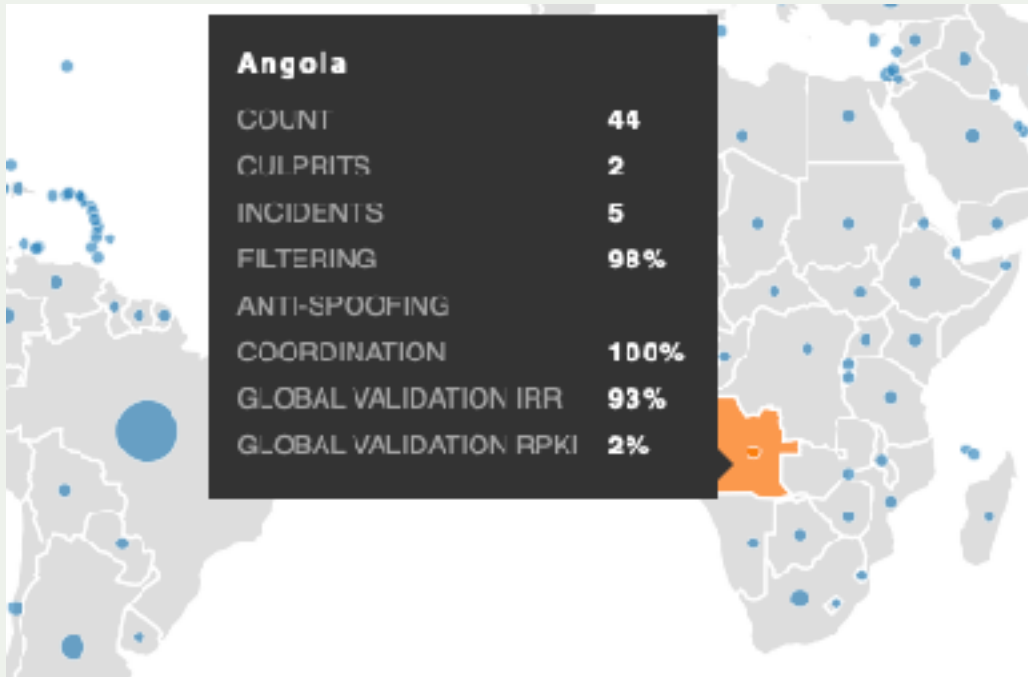 Angola
COUNT 44
CULPRITS 2
INCIDENTS 5
FILTERING 98%
ANTI-SPOOFING
COORDINATION 100%
GLOBAL VALIDATION IRR 93%
GLOBAL VALIDATION RPKI 2%